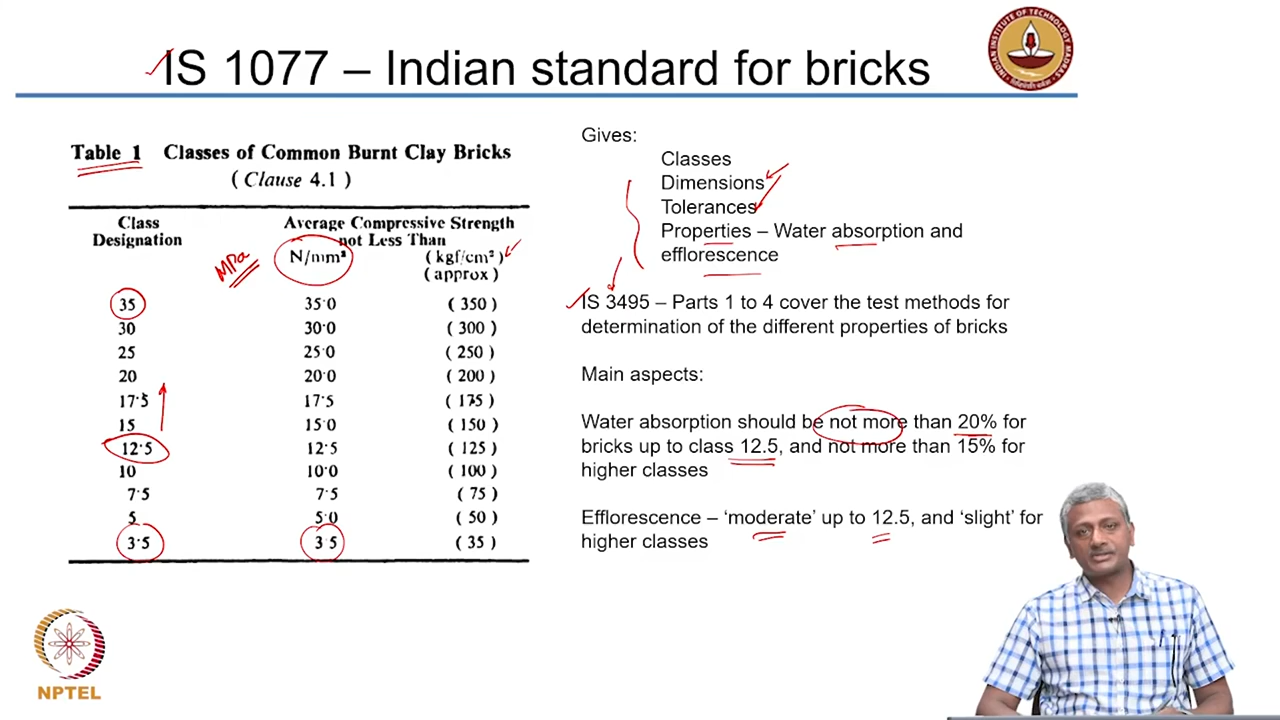 IS 1077 – Indian standard for bricks
Table 1 Classes of Common Burnt Clay Bricks
( Clause 4.1 )
Class
Designation
Average Compressive Strength
not Less Than
N/mm² ( kgf/cm² )
( approx )
MPa
35 35·0 ( 350 )
30 30·0 ( 300 )
25 25·0 ( 250 )
20 20·0 ( 200 )
17·5 17·5 ( 175 )
15 15·0 ( 150 )
12·5 12·5 ( 125 )
10 10·0 ( 100 )
7·5 7·5 ( 75 )
5 5·0 ( 50 )
3·5 3·5 ( 35 )
Gives:
Classes
Dimensions
Tolerances
Properties – Water absorption and
efflorescence
IS 3495 – Parts 1 to 4 cover the test methods for
determination of the different properties of bricks
Main aspects:
Water absorption should be not more than 20% for
bricks up to class 12.5, and not more than 15% for
higher classes
Efflorescence – ‘moderate’ up to 12.5, and ‘slight’ for
higher classes
INDIAN INSTITUTE OF TECHNOLOGY MADRAS
NPTEL